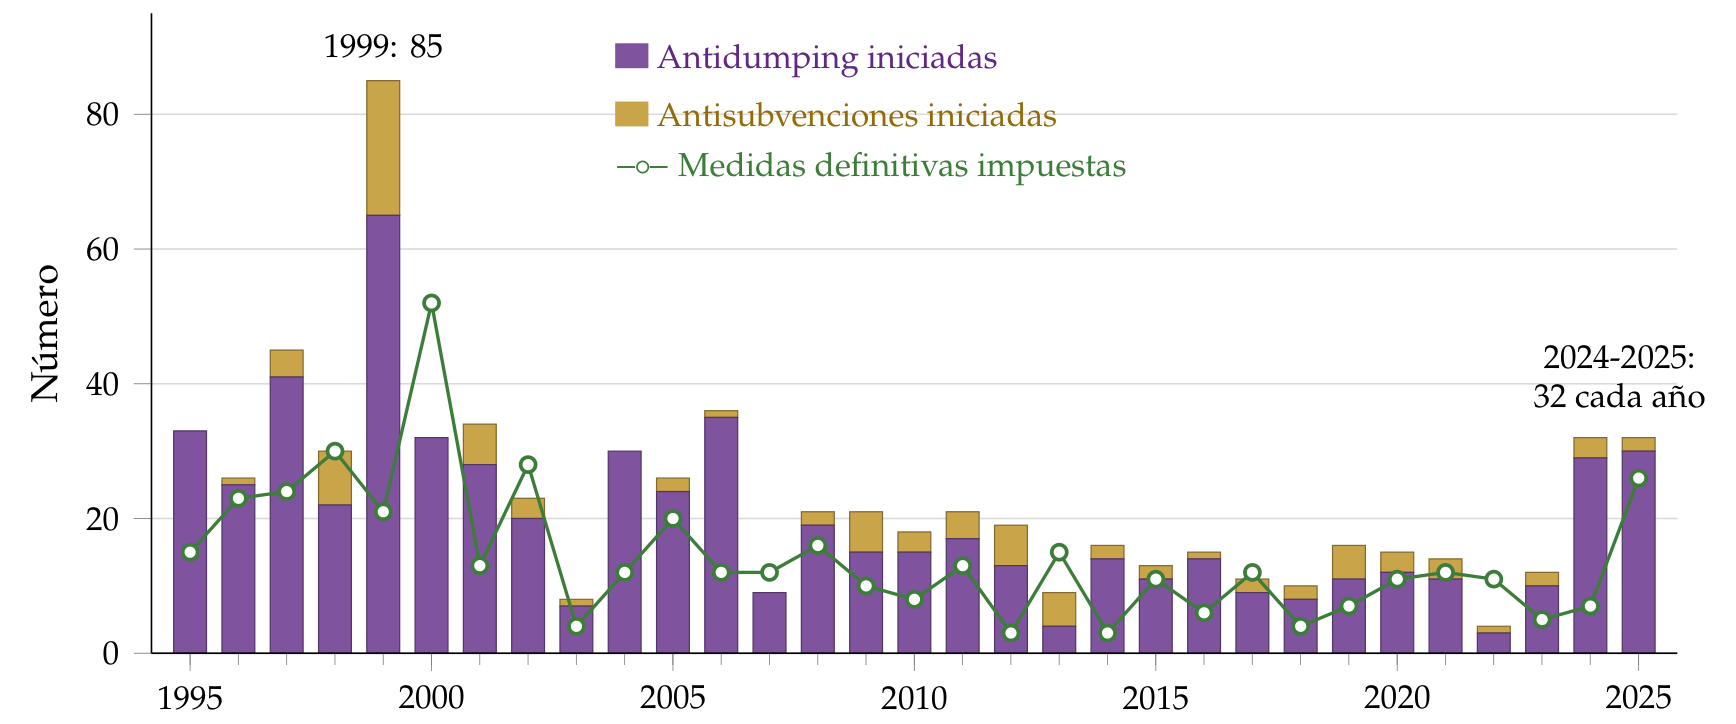 1999: 85
Antidumping iniciadas
Antisubvenciones iniciadas
Medidas definitivas impuestas
2024-2025:
32 cada año
Número
80
60
40
20
0
1995 2000 2005 2010 2015 2020 2025